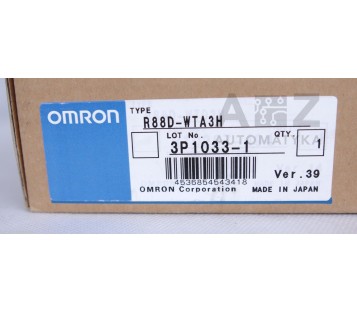 TYPE
OMRON
R88D-WTA3H
LOT No.
QTY.
3P1033-1
1
4536854543418
Ver.39
OMRON Corporation
MADE IN JAPAN
AUTOMATYKA